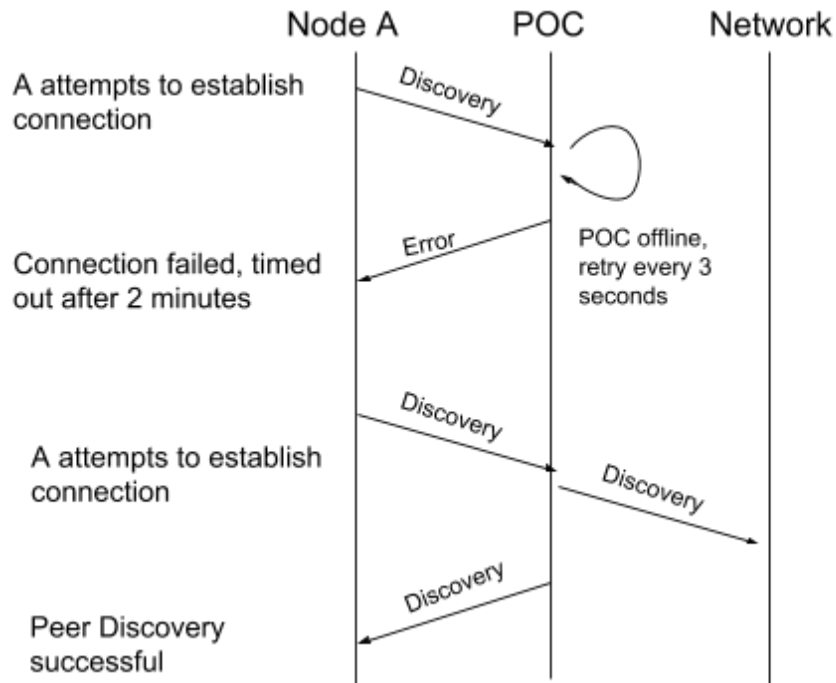 Node A
POC
Network
A attempts to establish
connection
Discovery
Error
POC offline,
retry every 3
seconds
Connection failed, timed
out after 2 minutes
Discovery
A attempts to establish
connection
Discovery
Discovery
Peer Discovery
successful